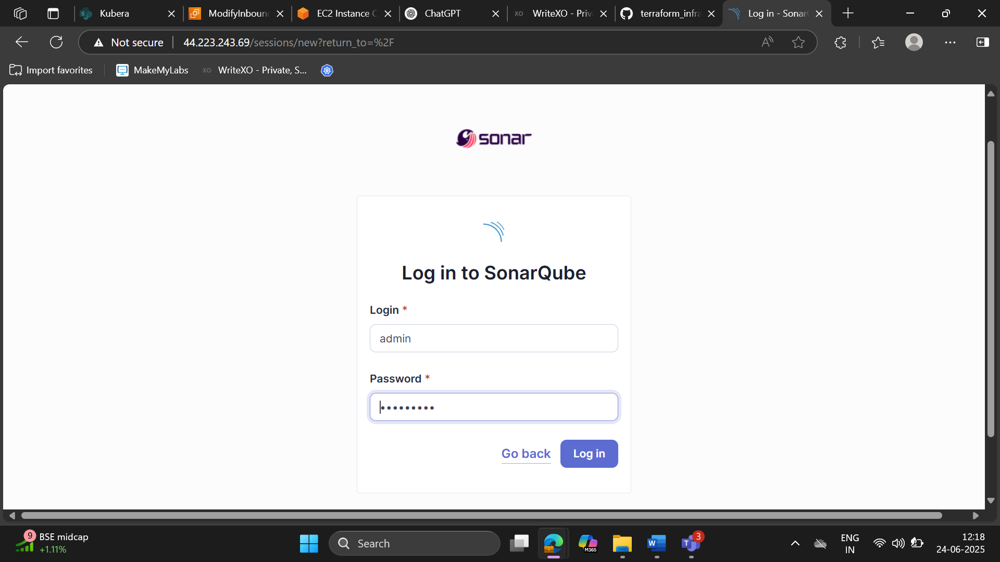 Kubera
ModifyInboun
EC2 Instance C
ChatGPT
XO WriteXO - Priv
terraform_infra
Log in - Sonar
Not secure
44.223.243.69/sessions/new?return_to=%2F
Import favorites
MakeMyLabs
XO WriteXO - Private, S...
sonar
Log in to SonarQube
Login *
admin
Password *
•••••••••
Go back
Log in
9
BSE midcap
+1.11%
Search
M365
W
T
3
ENG
IN
12:18
24-06-2025